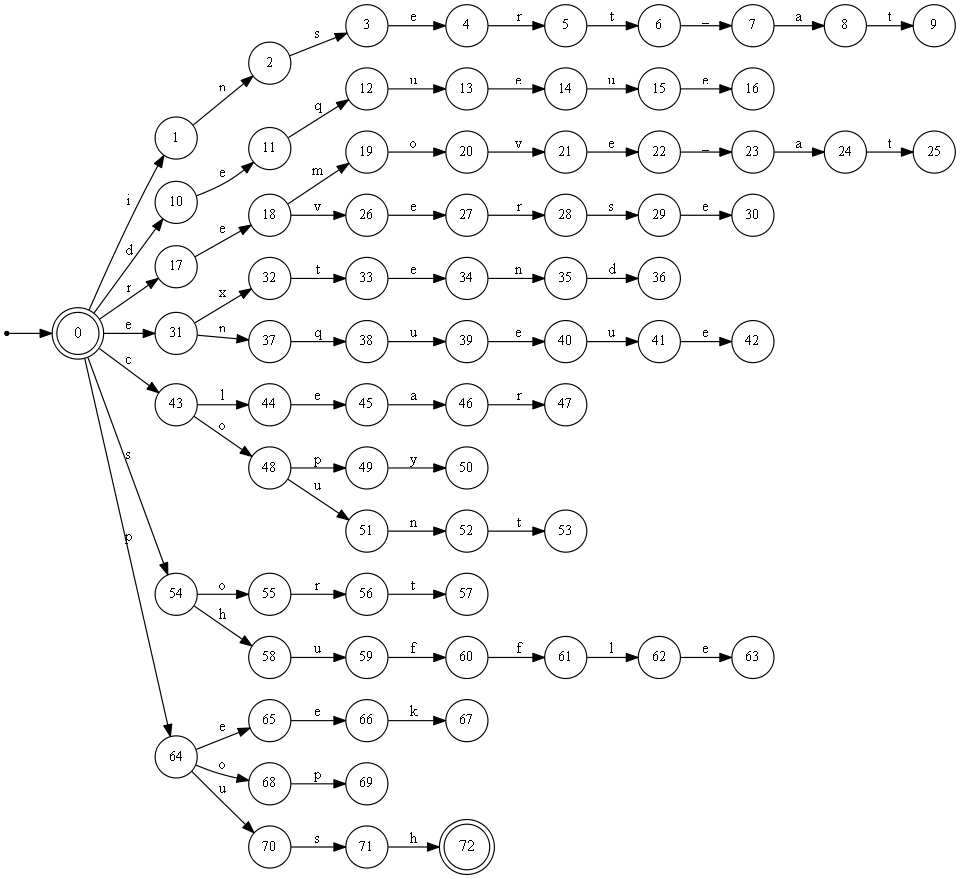 i n 2 s 3 e 4 r 5 t 6 _ 7 a 8 t 9
1
d e 11 q 12 u 13 e 14 u 15 e 16
10
r e 18 m 19 o 20 v 21 e 22 _ 23 a 24 t 25
17 v 26 e 27 r 28 s 29 e 30
0 e 31 x 32 t 33 e 34 n 35 d 36
n 37 q 38 u 39 e 40 u 41 e 42
c 43 l 44 e 45 a 46 r 47
o 48 p 49 y 50
u 51 n 52 t 53
s 54 o 55 r 56 t 57
h 58 u 59 f 60 f 61 l 62 e 63
p 64 e 65 e 66 k 67
o 68 p 69
u 70 s 71 h 72